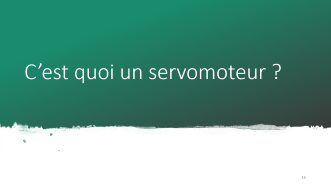 C’est quoi un servomoteur ?